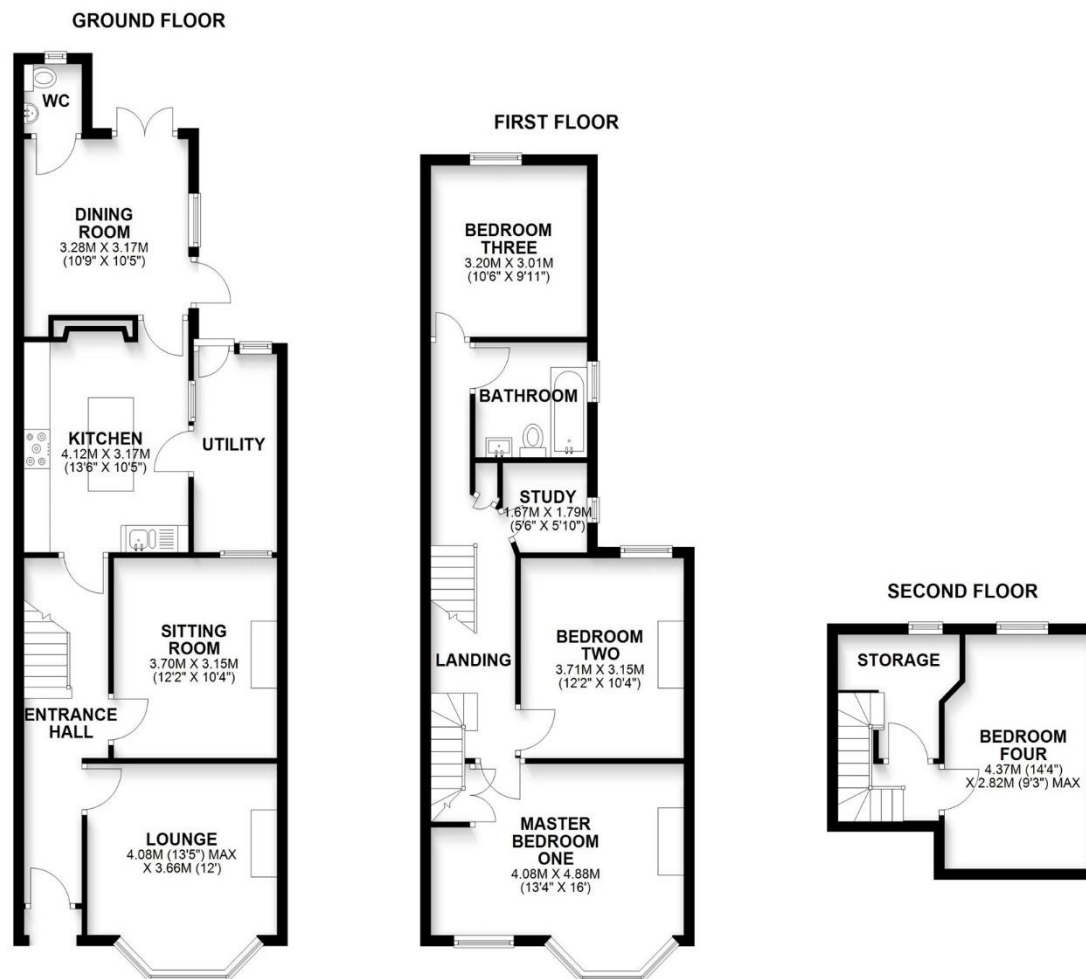 GROUND FLOOR
WC
DINING
ROOM
3.28M X 3.17M
(10'9" X 10'5")
KITCHEN
4.12M X 3.17M
(13'6" X 10'5")
UTILITY
SITTING
ROOM
3.70M X 3.15M
(12'2" X 10'4")
ENTRANCE
HALL
LOUNGE
4.08M (13'5") MAX
X 3.66M (12')
FIRST FLOOR
BEDROOM
THREE
3.20M X 3.01M
(10'6" X 9'11")
BATHROOM
STUDY
1.67M X 1.79M
(5'6" X 5'10")
BEDROOM
TWO
3.71M X 3.15M
(12'2" X 10'4")
LANDING
MASTER
BEDROOM
ONE
4.08M X 4.88M
(13'4" X 16')
SECOND FLOOR
STORAGE
BEDROOM
FOUR
4.37M (14'4")
X 2.82M (9'3") MAX